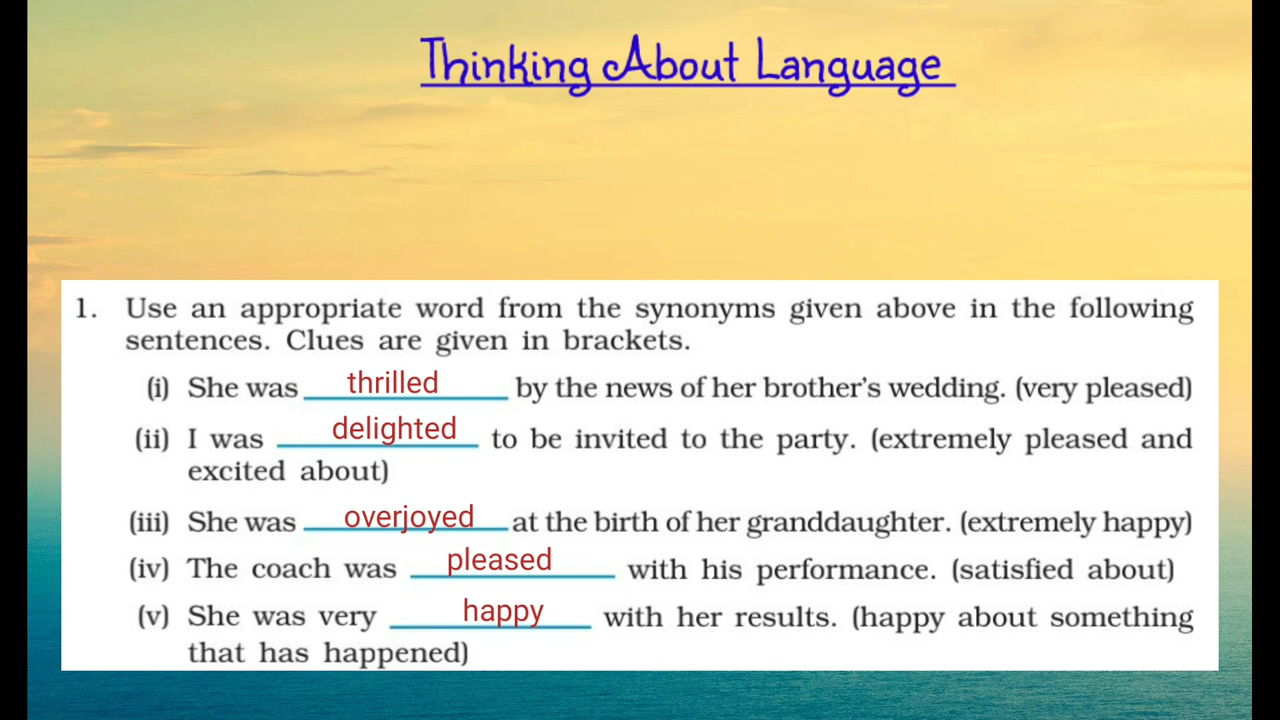 Thinking About Language
1. Use an appropriate word from the synonyms given above in the following
sentences. Clues are given in brackets.
(i) She was thrilled by the news of her brother's wedding. (very pleased)
(ii) I was delighted to be invited to the party. (extremely pleased and
excited about)
(iii) She was overjoyed at the birth of her granddaughter. (extremely happy)
(iv) The coach was pleased with his performance. (satisfied about)
(v) She was very happy with her results. (happy about something
that has happened)